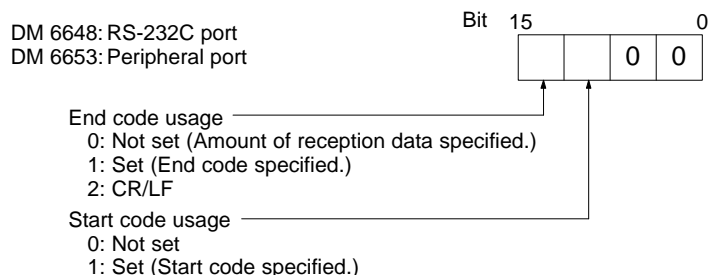 DM 6648: RS-232C port
DM 6653: Peripheral port
Bit 15 0
0 0
End code usage
0: Not set (Amount of reception data specified.)
1: Set (End code specified.)
2: CR/LF
Start code usage
0: Not set
1: Set (Start code specified.)